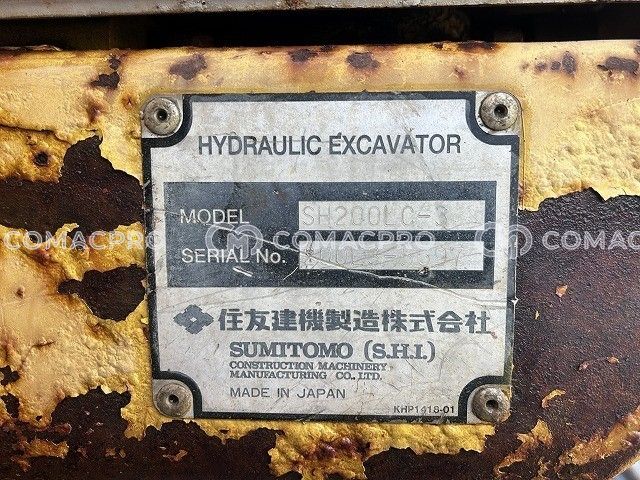 HYDRAULIC EXCAVATOR
MODEL SH200LC-3
SERIAL No.
COMACPRO COMACPRO COMACPRO
住友建機製造株式会社
SUMITOMO (S.H.I.)
CONSTRUCTION MACHINERY
MANUFACTURING CO., LTD.
MADE IN JAPAN
KHP1418-01